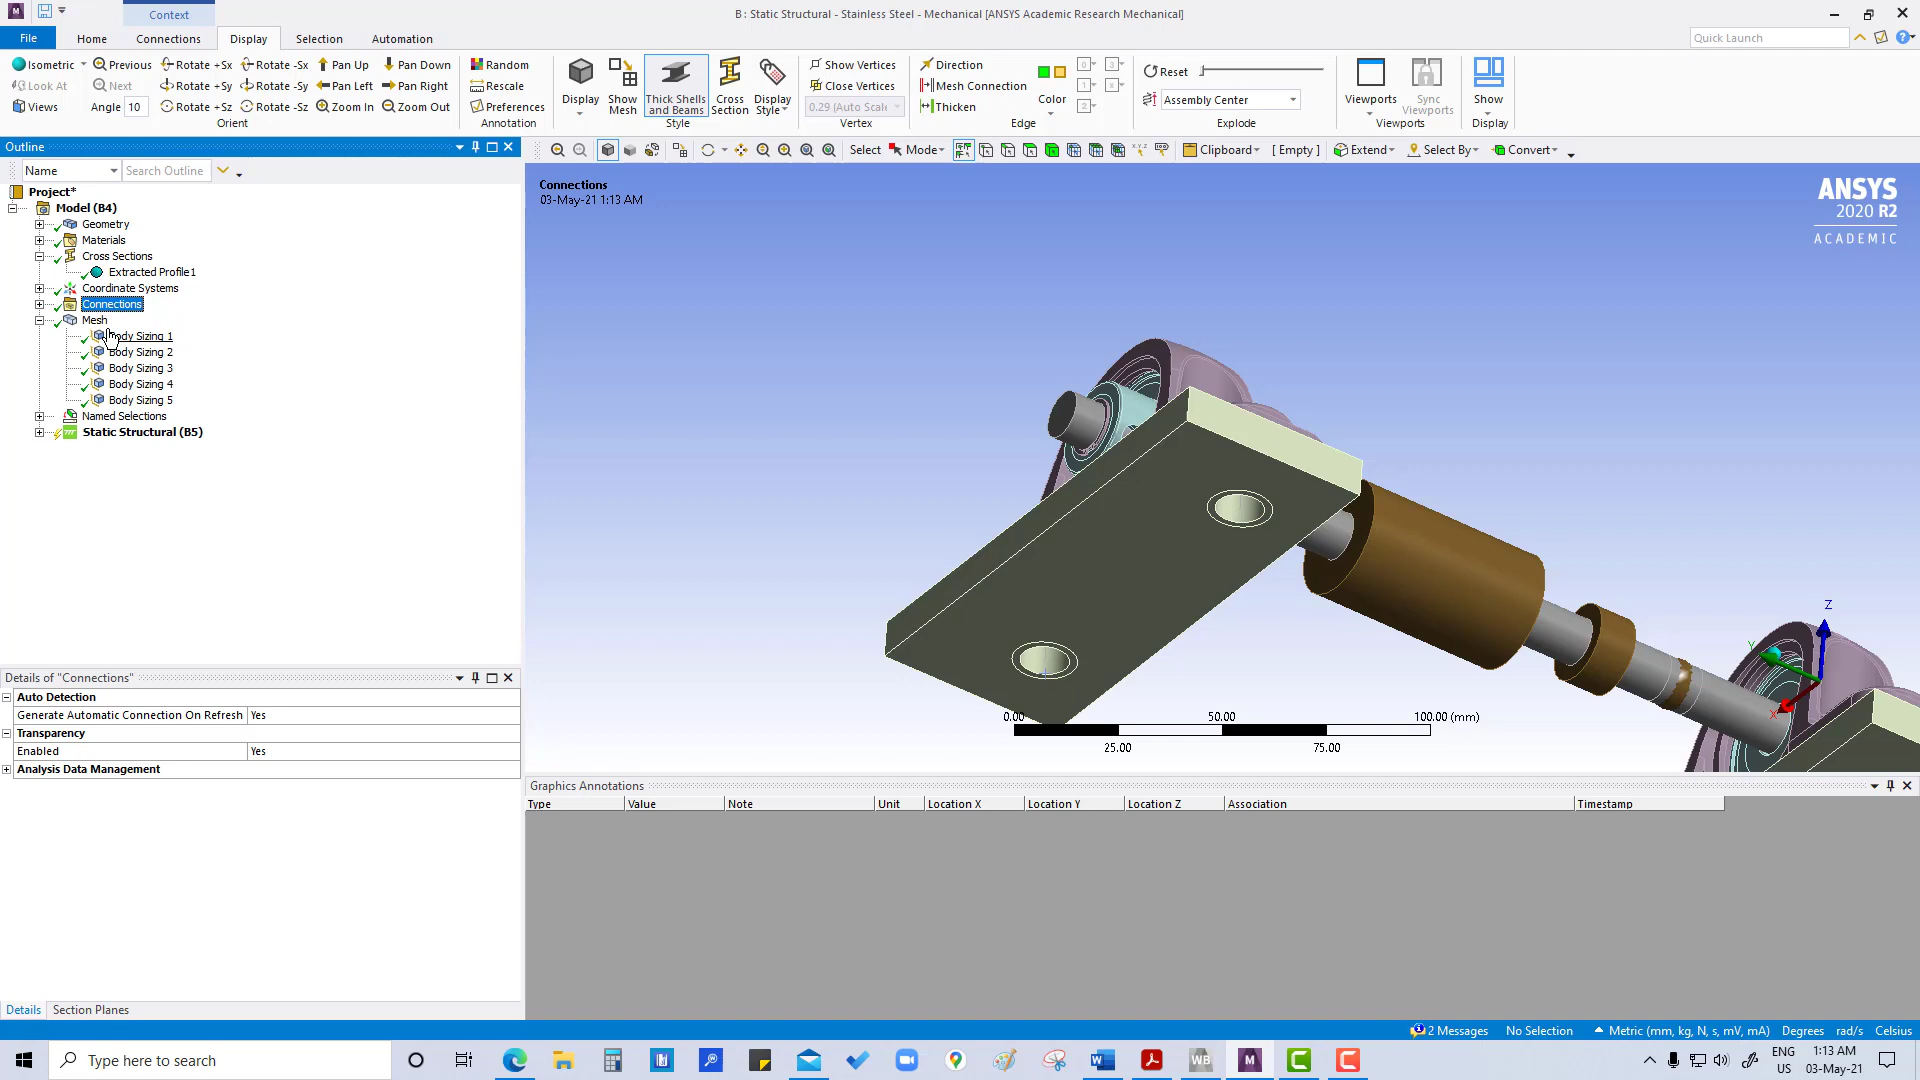 Context
B : Static Structural - Stainless Steel - Mechanical [ANSYS Academic Research Mechanical]
File Home Connections Display Selection Automation
Quick Launch
Isometric Previous Rotate +Sx Rotate -Sx Pan Up Pan Down
Look At Next Rotate +Sy Rotate -Sy Pan Left Pan Right
Views Angle 10 Rotate +Sz Rotate -Sz Zoom In Zoom Out
Orient
Random
Rescale
Preferences
Annotation
Display
Show Mesh
Thick Shells and Beams
Cross Section
Display Style
Style
Show Vertices
Close Vertices
0.29 (Auto Scale
Vertex
Direction
Mesh Connection
Thicken
Color
Edge
Reset
Assembly Center
Explode
Viewports
Sync Viewports
Viewports
Show
Display
Outline
Name Search Outline
Select Mode Clipboard [ Empty ] Extend Select By Convert
Project*
Model (B4)
Geometry
Materials
Cross Sections
Extracted Profile1
Coordinate Systems
Connections
Mesh
Body Sizing 1
Body Sizing 2
Body Sizing 3
Body Sizing 4
Body Sizing 5
Named Selections
Static Structural (B5)
Connections
03-May-21 1:13 AM
ANSYS
2020 R2
ACADEMIC
Z
Y
X
0.00 50.00 100.00 (mm)
25.00 75.00
Details of "Connections"
Auto Detection
Generate Automatic Connection On Refresh Yes
Transparency
Enabled Yes
Analysis Data Management
Graphics Annotations
Type Value Note Unit Location X Location Y Location Z Association Timestamp
Details Section Planes
2 Messages No Selection Metric (mm, kg, N, s, mV, mA) Degrees rad/s Celsius
Type here to search
WB
M
ENG
US
1:13 AM
03-May-21